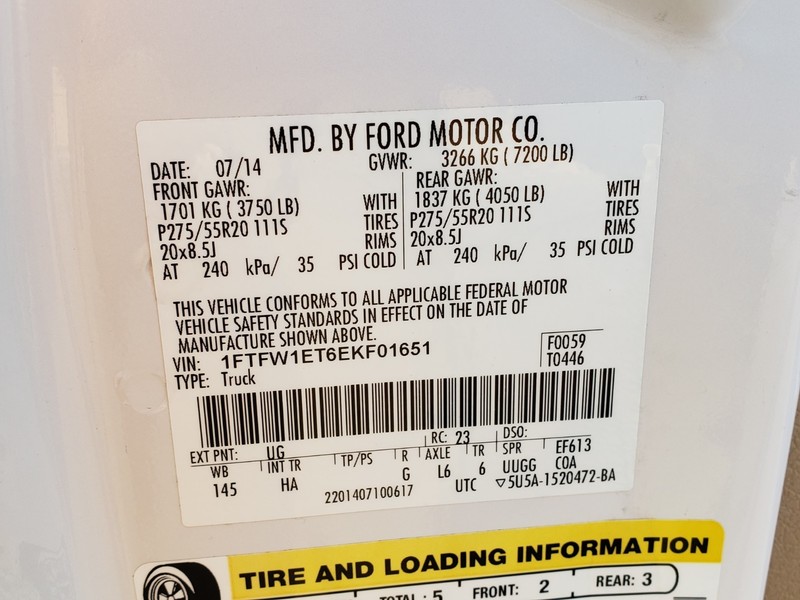 MFD. BY FORD MOTOR CO.
DATE: 07/14 GVWR: 3266 KG ( 7200 LB)
FRONT GAWR: REAR GAWR:
1701 KG ( 3750 LB) WITH 1837 KG ( 4050 LB) WITH
P275/55R20 111S TIRES P275/55R20 111S TIRES
20x8.5J RIMS 20x8.5J RIMS
AT 240 kPa/ 35 PSI COLD AT 240 kPa/ 35 PSI COLD
THIS VEHICLE CONFORMS TO ALL APPLICABLE FEDERAL MOTOR
VEHICLE SAFETY STANDARDS IN EFFECT ON THE DATE OF
MANUFACTURE SHOWN ABOVE.
VIN: 1FTFW1ET6EKF01651 F0059
TYPE: Truck T0446
EXT PNT: UG RC: 23 DSO:
WB INT TR TP/PS R AXLE TR SPR EF613
145 HA G L6 6 UUGG COA
2201407100617 UTC ▽5U5A-1520472-BA
TIRE AND LOADING INFORMATION
TOTAL : 5 FRONT: 2 REAR: 3